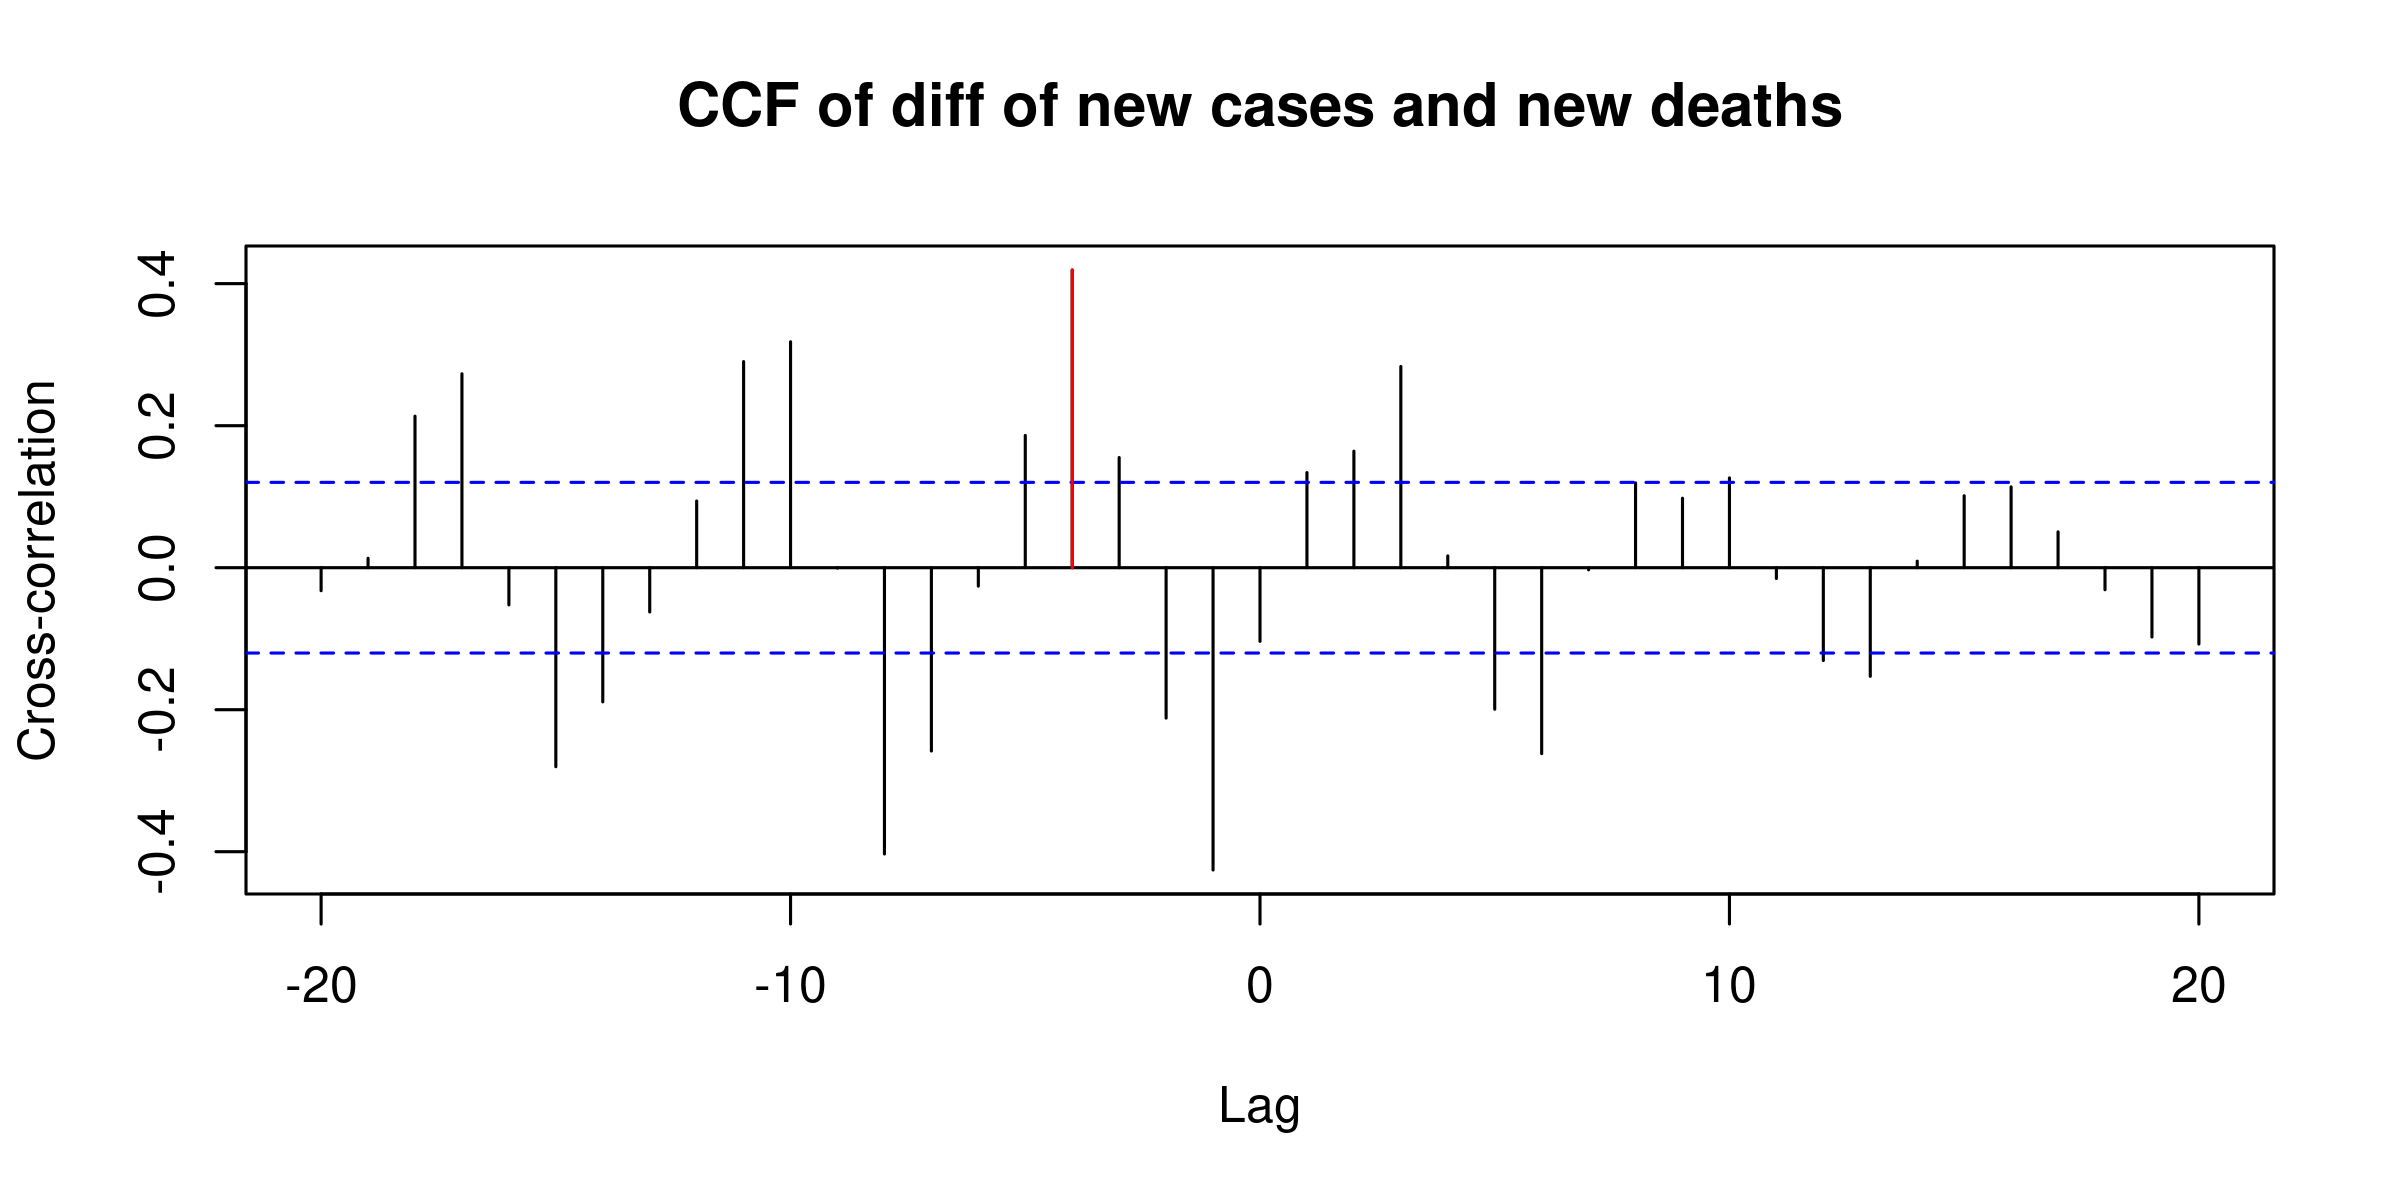 CCF of diff of new cases and new deaths
Cross-correlation
0.4
0.2
0.0
-0.2
-0.4
-20 -10 0 10 20
Lag